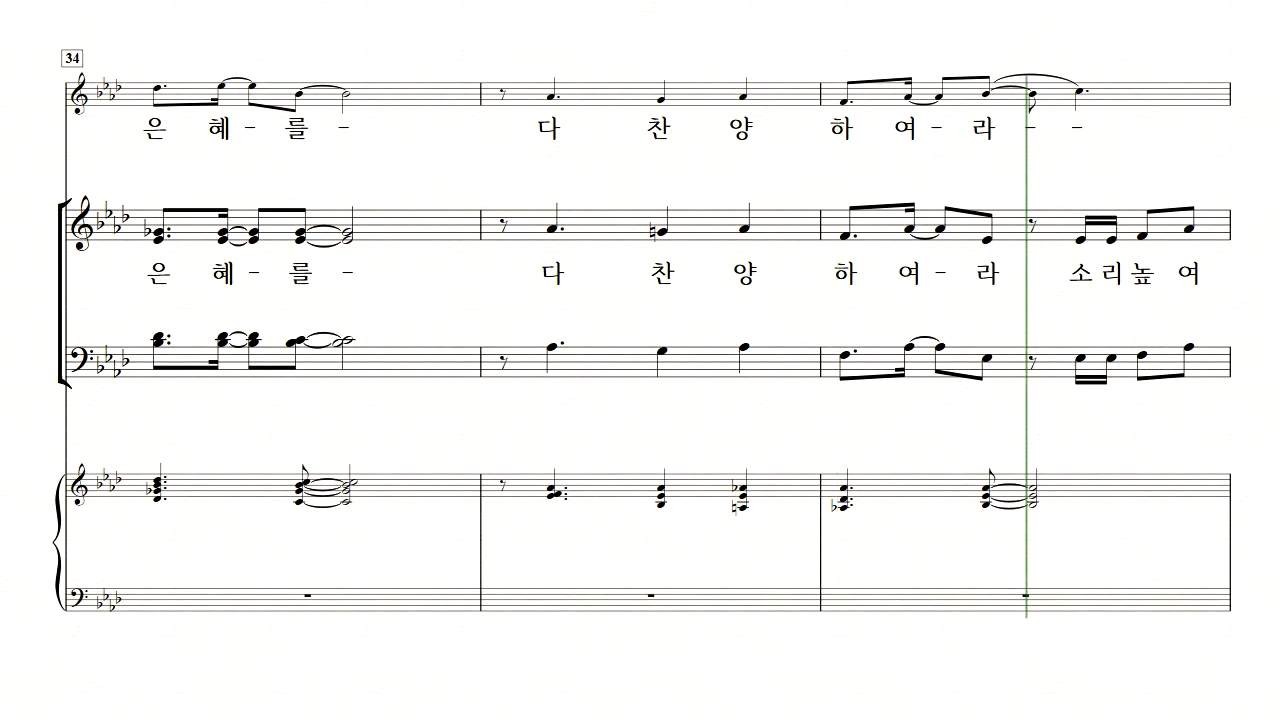 34
은 혜 - 를 - 다 찬 양 하 여 - 라 - -
은 혜 - 를 - 다 찬 양 하 여 - 라 소 리 높 여